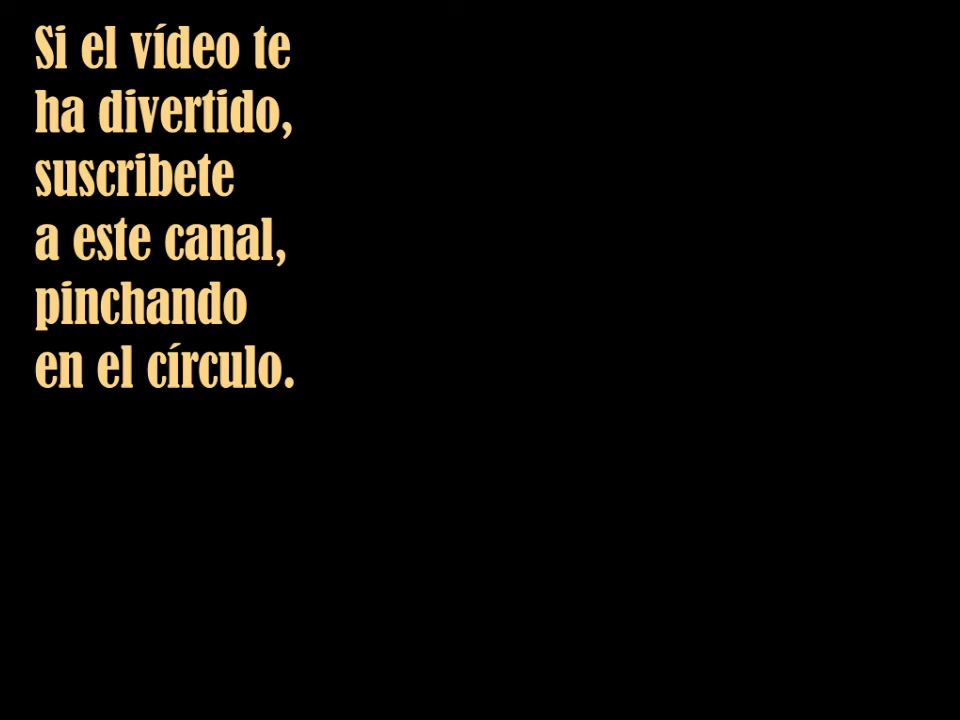 Si el vídeo te
ha divertido,
suscribete
a este canal,
pinchando
en el círculo.